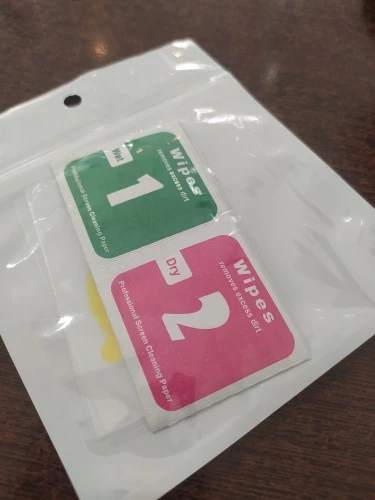 Wet
Wipes
removes excess dirt
1
Professional Screen Cleaning Paper
Dry
Wipes
removes excess dirt
2
Professional Screen Cleaning Paper